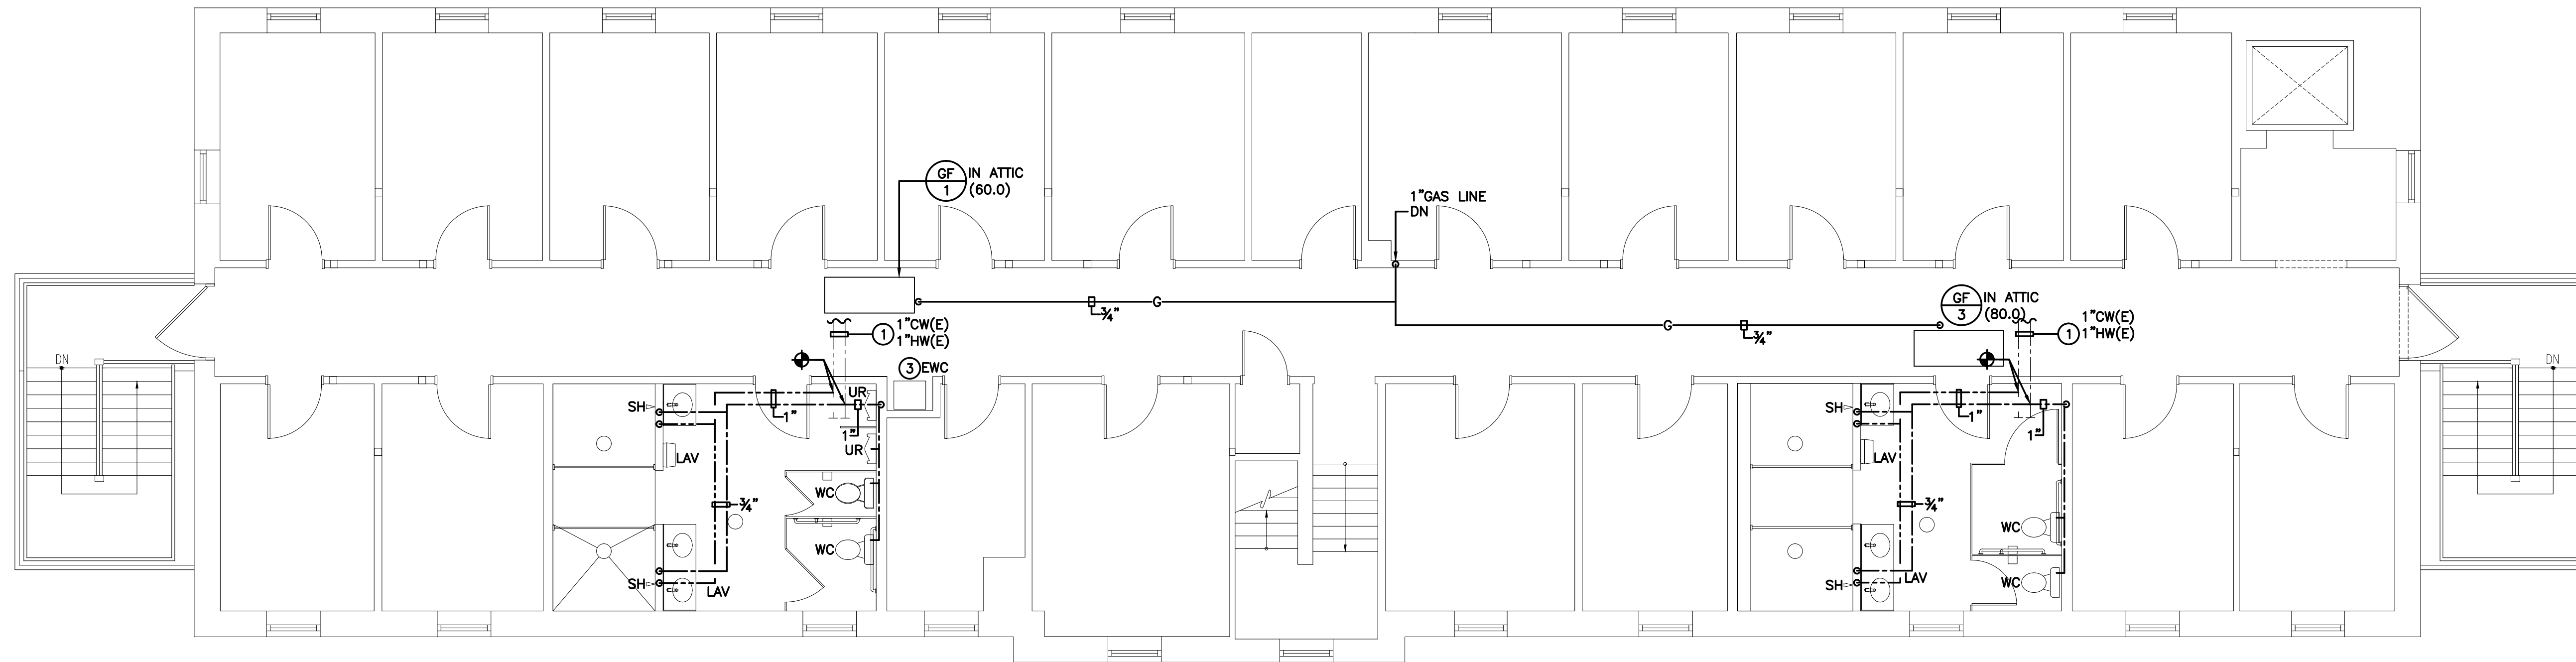 GF
1
IN ATTIC
(60.0)
1"GAS LINE
DN
G
3/4"
G
3/4"
GF
3
IN ATTIC
(80.0)
1
1"CW(E)
1"HW(E)
1
1"CW(E)
1"HW(E)
DN
DN
3
EWC
SH
1"
UR
1"
UR
LAV
WC
3/4"
WC
SH
LAV
SH
1"
1"
LAV
3/4"
WC
WC
SH
LAV